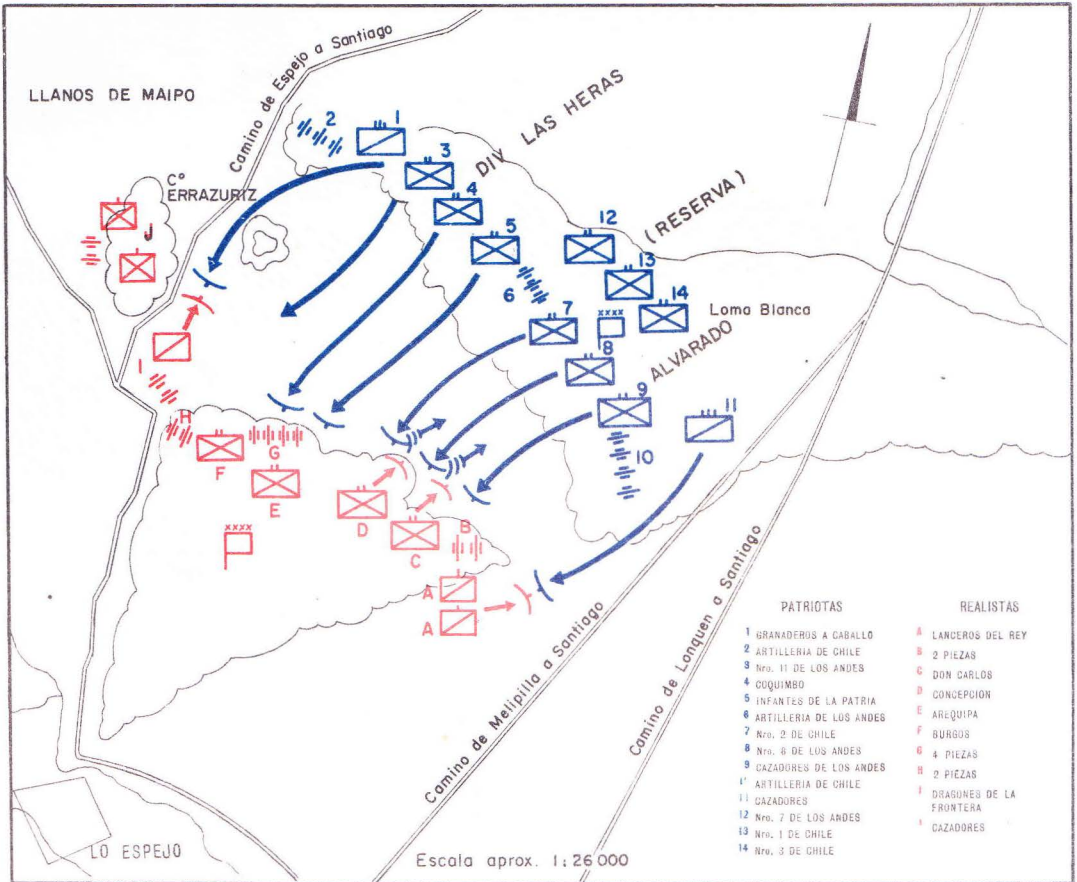 LLANOS DE MAIPO
Camino de Espejo a Santiago
DIV LAS HERAS
(RESERVA)
C° ERRAZURIZ
Loma Blanca
ALVARADO
1
2
3
4
5
6
7
8
9
10
11
12
13
14
xxxx
J
I
H
G
F
E
D
C
B
A
A
xxxx
Camino de Melipilla a Santiago
Camino de Lonquen a Santiago
LO ESPEJO
Escala aprox. 1:26000
PATRIOTAS
1 GRANADEROS A CABALLO
2 ARTILLERIA DE CHILE
3 Nro. 11 DE LOS ANDES
4 COQUIMBO
5 INFANTES DE LA PATRIA
6 ARTILLERIA DE LOS ANDES
7 Nro. 2 DE CHILE
8 Nro. 8 DE LOS ANDES
9 CAZADORES DE LOS ANDES
ARTILLERIA DE CHILE
11 CAZADORES
12 Nro. 7 DE LOS ANDES
13 Nro. 1 DE CHILE
14 Nro. 3 DE CHILE
REALISTAS
A LANCEROS DEL REY
B 2 PIEZAS
C DON CARLOS
D CONCEPCION
E AREQUIPA
F BURGOS
G 4 PIEZAS
H 2 PIEZAS
I DRAGONES DE LA
FRONTERA
CAZADORES